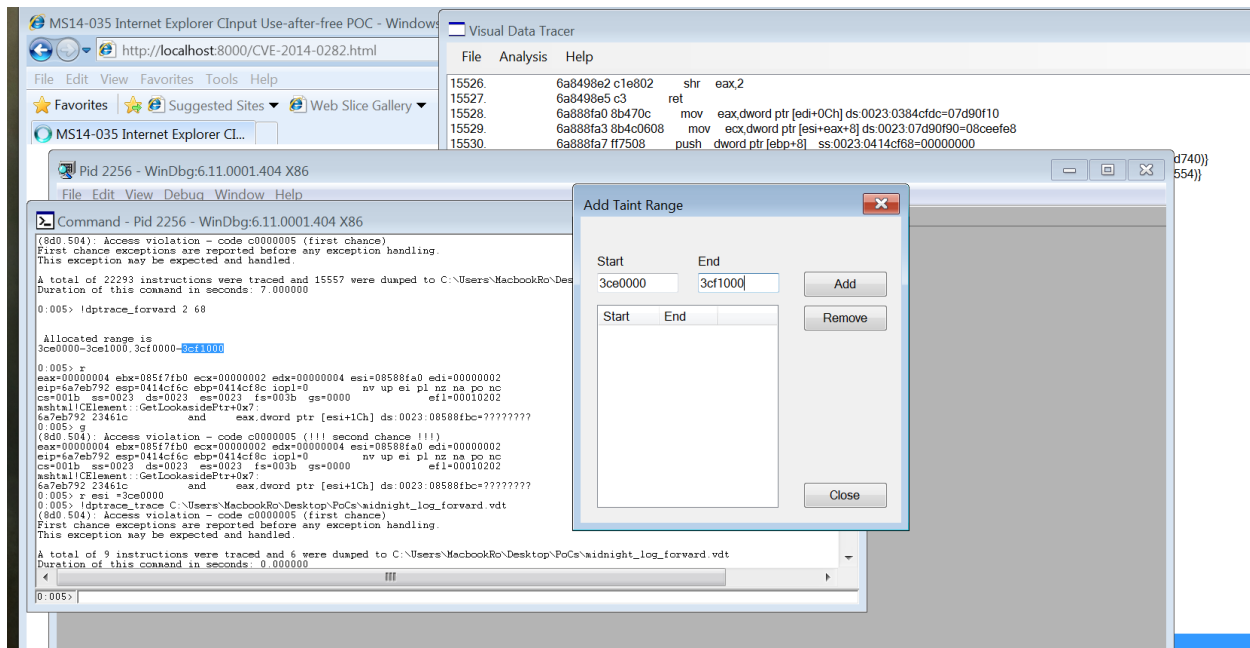 MS14-035 Internet Explorer CInput Use-after-free POC - Windows
http://localhost:8000/CVE-2014-0282.html
File Edit View Favorites Tools Help
Favorites Suggested Sites Web Slice Gallery
MS14-035 Internet Explorer CI...
Visual Data Tracer
File Analysis Help
15526. 6a8498e2 c1e802 shr eax,2
15527. 6a8498e5 c3 ret
15528. 6a888fa0 8b470c mov eax,dword ptr [edi+0Ch] ds:0023:0384cfdc=07d90f10
15529. 6a888fa3 8b4c0608 mov ecx,dword ptr [esi+eax+8] ds:0023:07d90f90=08ceefe8
15530. 6a888fa7 ff7508 push dword ptr [ebp+8] ss:0023:0414cf68=00000000
d740)}
554)}
Pid 2256 - WinDbg:6.11.0001.404 X86
File Edit View Debug Window Help
Command - Pid 2256 - WinDbg:6.11.0001.404 X86
(8d0.504): Access violation - code c0000005 (first chance)
First chance exceptions are reported before any exception handling.
This exception may be expected and handled.
A total of 22293 instructions were traced and 15557 were dumped to C:\Users\MacbookRo\Des
Duration of this command in seconds: 7.000000
0:005> !dptrace_forward 2 68
Allocated range is
3ce0000-3ce1000,3cf0000-3cf1000
0:005> r
eax=00000004 ebx=085f7fb0 ecx=00000002 edx=00000004 esi=08588fa0 edi=00000002
eip=6a7eb792 esp=0414cf6c ebp=0414cf8c iopl=0 nv up ei pl nz na po nc
cs=001b ss=0023 ds=0023 es=0023 fs=003b gs=0000 efl=00010202
mshtml!CElement::GetLookasidePtr+0x7:
6a7eb792 23461c and eax,dword ptr [esi+1Ch] ds:0023:08588fbc=????????
0:005> g
(8d0.504): Access violation - code c0000005 (!!! second chance !!!)
eax=00000004 ebx=085f7fb0 ecx=00000002 edx=00000004 esi=08588fa0 edi=00000002
eip=6a7eb792 esp=0414cf6c ebp=0414cf8c iopl=0 nv up ei pl nz na po nc
cs=001b ss=0023 ds=0023 es=0023 fs=003b gs=0000 efl=00010202
mshtml!CElement::GetLookasidePtr+0x7:
6a7eb792 23461c and eax,dword ptr [esi+1Ch] ds:0023:08588fbc=????????
0:005> r esi =3ce0000
0:005> !dptrace_trace C:\Users\MacbookRo\Desktop\PoCs\midnight_log_forward.vdt
(8d0.504): Access violation - code c0000005 (first chance)
First chance exceptions are reported before any exception handling.
This exception may be expected and handled.
A total of 9 instructions were traced and 6 were dumped to C:\Users\MacbookRo\Desktop\PoCs\midnight_log_forward.vdt
Duration of this command in seconds: 0.000000
0:005>
Add Taint Range
Start End
3ce0000 3cf1000 Add
Start End Remove
Close